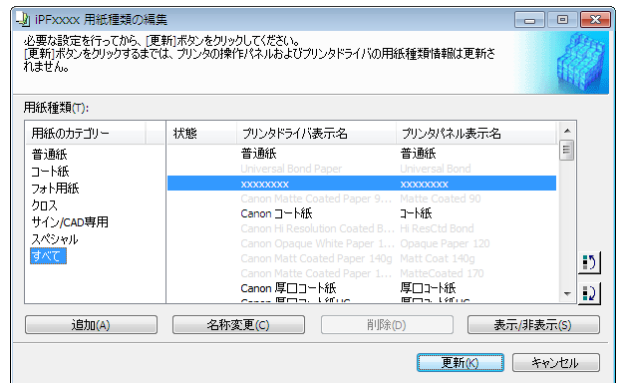 iPFxxxx 用紙種類の編集
必要な設定を行ってから、[更新]ボタンをクリックしてください。
[更新]ボタンをクリックするまでは、プリンタの操作パネルおよびプリンタドライバの用紙種類情報は更新さ
れません。
用紙種類(T):
用紙のカテゴリー 状態 プリンタドライバ表示名 プリンタパネル表示名
普通紙 普通紙 普通紙
コート紙 Universal Bond Paper Universal Bond
フォト用紙 xxxxxxxx xxxxxxxx
クロス Canon Matte Coated Paper 9... Matte Coated 90
サイン/CAD専用 Canon コート紙 コート紙
スペシャル Canon Hi Resolution Coated B... Hi ResCtd Bond
すべて Canon Opaque White Paper 1... Opaque Paper 120
Canon Matt Coated Paper 140g Matt Coat 140g
Canon Matte Coated Paper 1... MatteCoated 170
Canon 厚口コート紙 厚口コート紙
追加(A) 名称変更(C) 削除(D) 表示/非表示(S)
更新(K) キャンセル